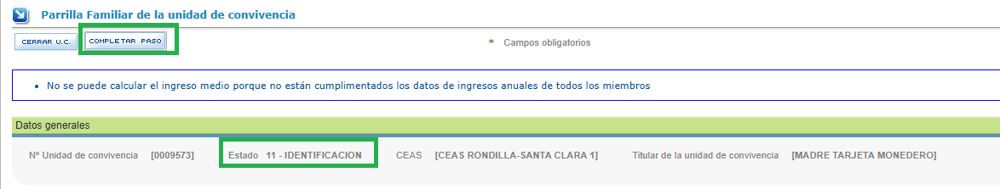 Parrilla Familiar de la unidad de convivencia
CERRAR U.C. COMPLETAR PASO * Campos obligatorios
• No se puede calcular el ingreso medio porque no están cumplimentados los datos de ingresos anuales de todos los miembros
Datos generales
Nº Unidad de convivencia [0009573] Estado 11 - IDENTIFICACION CEAS [CEAS RONDILLA-SANTA CLARA 1] Titular de la unidad de convivencia [MADRE TARJETA MONEDERO]